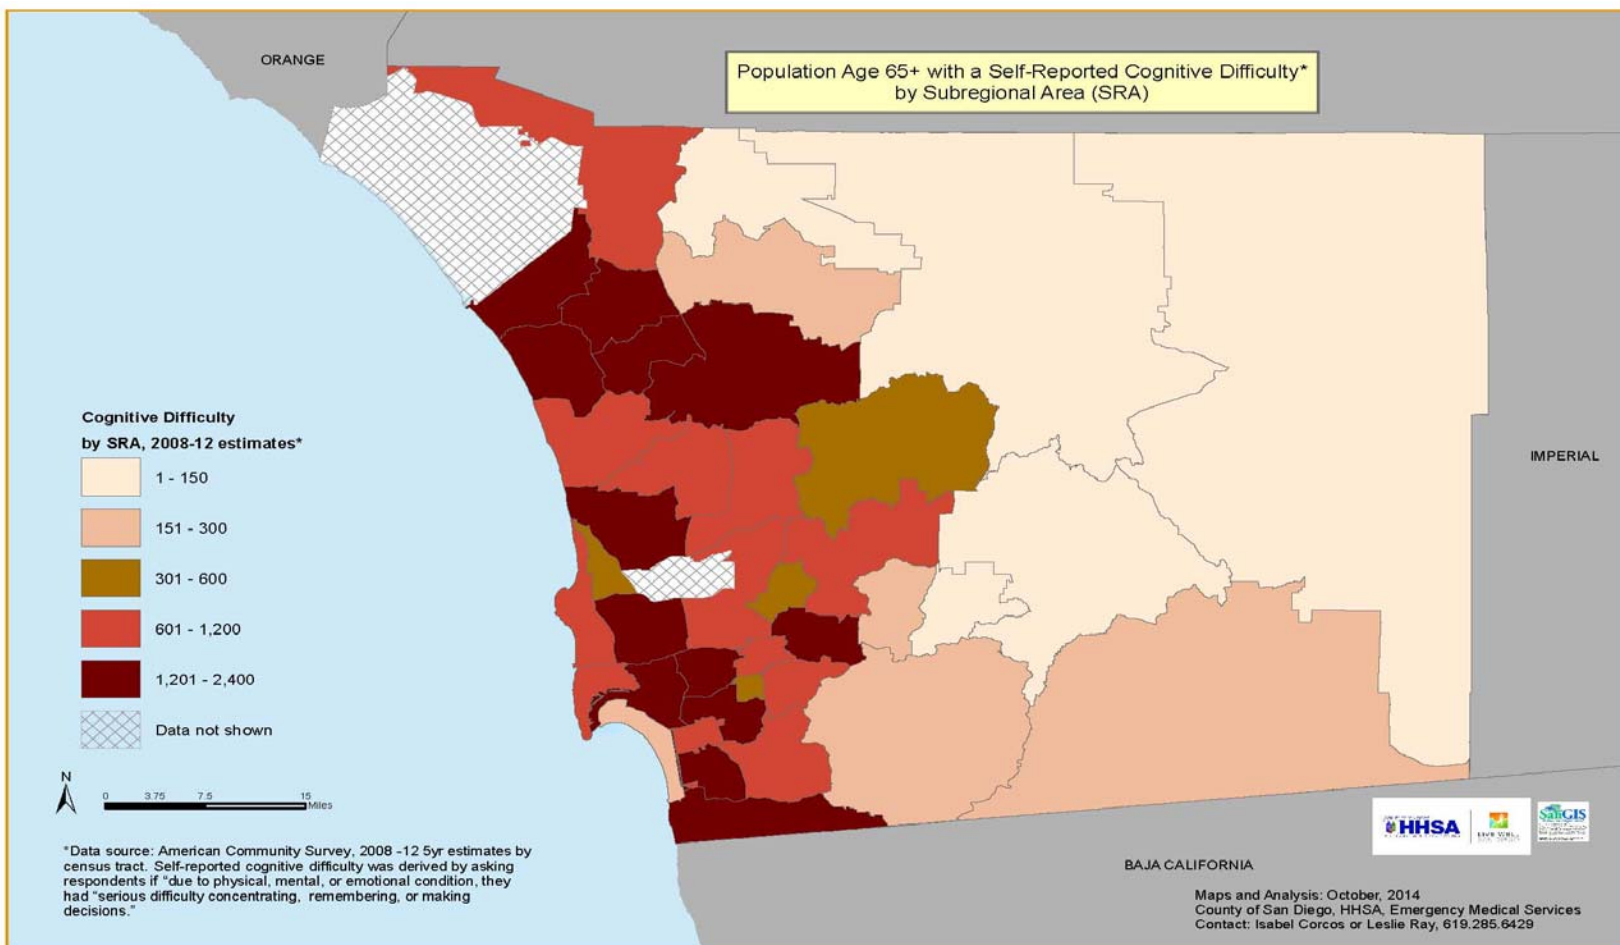 ORANGE
Population Age 65+ with a Self-Reported Cognitive Difficulty*
by Subregional Area (SRA)
IMPERIAL
Cognitive Difficulty
by SRA, 2008-12 estimates*
1 - 150
151 - 300
301 - 600
601 - 1,200
1,201 - 2,400
Data not shown
N
0 3.75 7.5 15
Miles
*Data source: American Community Survey, 2008 -12 5yr estimates by
census tract. Self-reported cognitive difficulty was derived by asking
respondents if "due to physical, mental, or emotional condition, they
had "serious difficulty concentrating, remembering, or making
decisions."
HHSA
SanGIS
BAJA CALIFORNIA
Maps and Analysis: October, 2014
County of San Diego, HHSA, Emergency Medical Services
Contact: Isabel Corcos or Leslie Ray, 619.285.6429